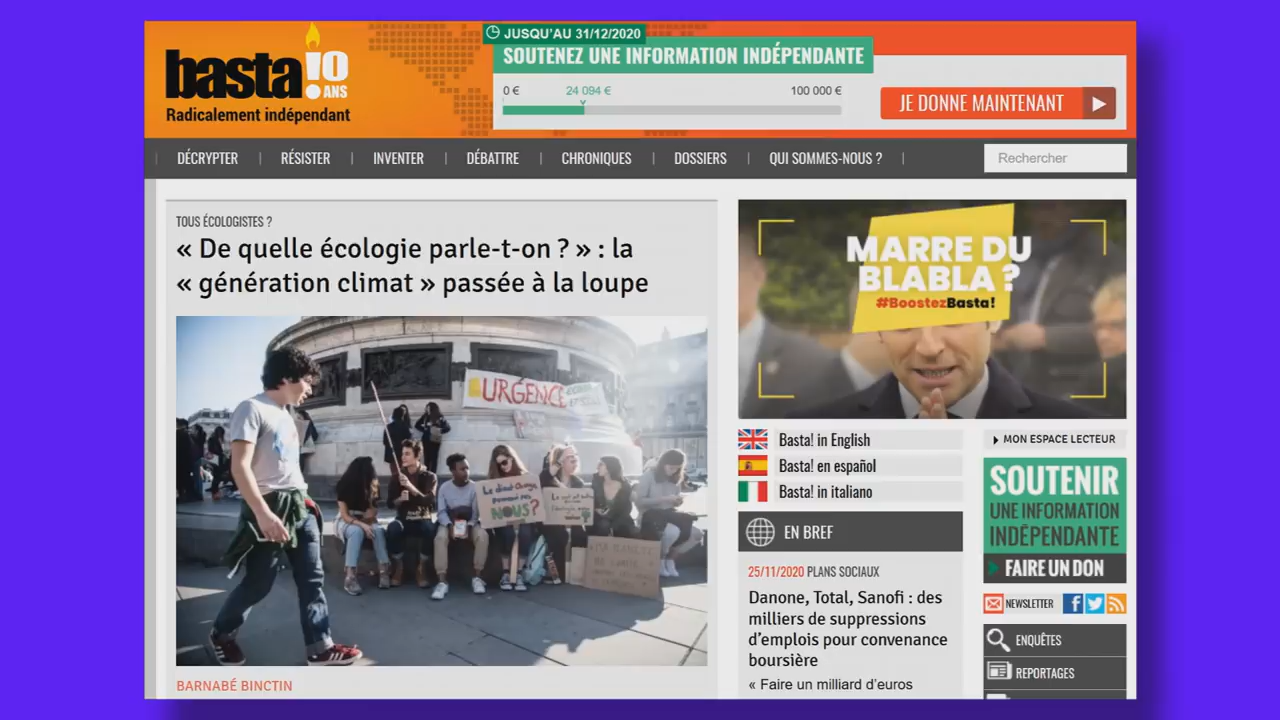 basta!
10 ANS
Radicalement indépendant
JUSQU'AU 31/12/2020
SOUTENEZ UNE INFORMATION INDÉPENDANTE
0 € 24 094 € 100 000 €
JE DONNE MAINTENANT
DÉCRYPTER | RÉSISTER | INVENTER | DÉBATTRE | CHRONIQUES | DOSSIERS | QUI SOMMES-NOUS ? |
Rechercher
TOUS ÉCOLOGISTES ?
« De quelle écologie parle-t-on ? » : la
« génération climat » passée à la loupe
URGENCE
NOUS?
BARNABÉ BINCTIN
MARRE DU
BLABLA ?
#BoostezBasta!
Basta! in English
Basta! en español
Basta! in italiano
EN BREF
25/11/2020 PLANS SOCIAUX
Danone, Total, Sanofi : des
milliers de suppressions
d'emplois pour convenance
boursière
« Faire un milliard d'euros
MON ESPACE LECTEUR
SOUTENIR
UNE INFORMATION
INDÉPENDANTE
FAIRE UN DON
NEWSLETTER
ENQUÊTES
REPORTAGES